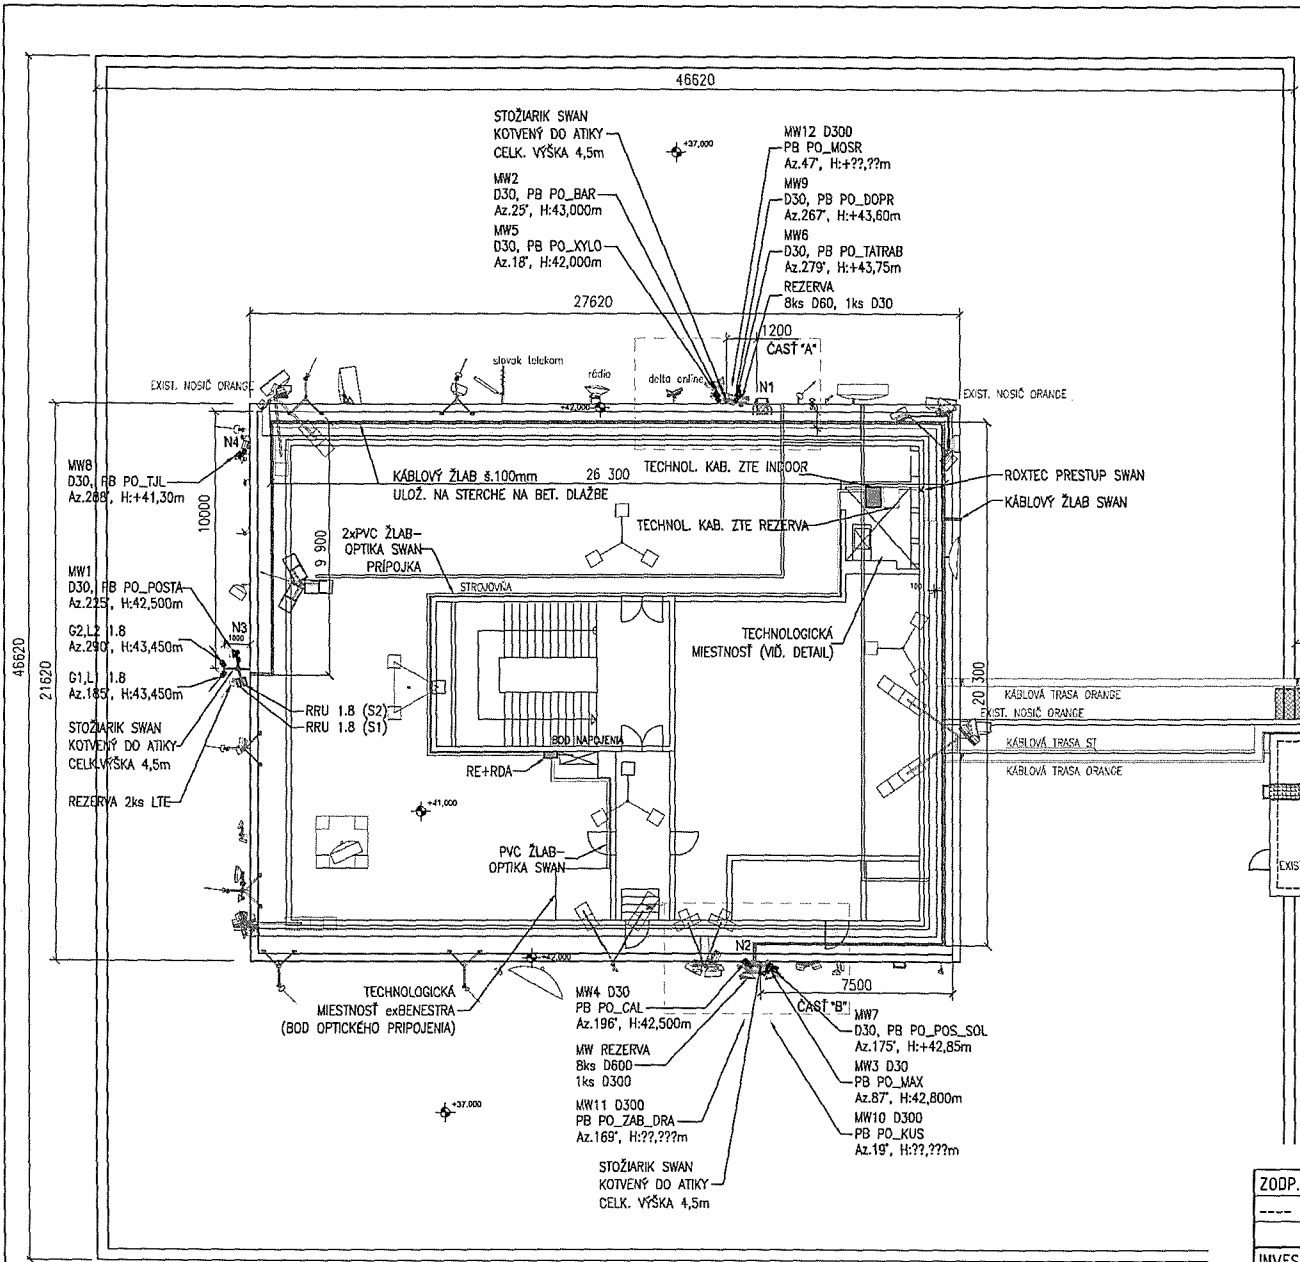 46620
STOŽIARIK SWAN
KOTVENÝ DO ATIKY
CELK. VÝŠKA 4,5m
MW2
D30, PB PO_BAR
Az.25°, H:43,000m
MW5
D30, PB PO_XYLO
Az.18°, H:42,000m
+37,000
MW12 D300
PB PO_MOSR
Az.47°, H:+??,??m
MW9
D30, PB PO_DOPR
Az.267°, H:+43,60m
MW6
D30, PB PO_TATRAB
Az.279°, H:+43,75m
REZERVA
8ks D60, 1ks D30
27620
1200
ČASŤ "A"
slovak telekom
rádio
delta online
N1
EXIST. NOSIČ ORANGE
EXIST. NOSIČ ORANGE
+42,000
N4
MW8
D30, PB PO_TJL
Az.288°, H:+41,30m
10000
KÁBLOVÝ ŽLAB š.100mm
ULOŽ. NA STERCHE NA BET. DLAŽBE
26 300
TECHNOL. KAB. ZTE INDOOR
TECHNOL. KAB. ZTE REZERVA
ROXTEC PRESTUP SWAN
KÁBLOVÝ ŽLAB SWAN
2xPVC ŽLAB-
OPTIKA SWAN
PRÍPOJKA
9 900
STROJOVŇA
100
MW1
D30, PB PO_POSTA
Az.225°, H:42,500m
N3
1000
G2,L2 1.8
Az.290°, H:43,450m
G1,L1 1.8
Az.185°, H:43,450m
TECHNOLOGICKÁ
MIESTNOSŤ (VIĎ. DETAIL)
46620
21620
20 300
RRU 1.8 (S2)
RRU 1.8 (S1)
STOŽIARIK SWAN
KOTVENÝ DO ATIKY
CELK.VÝŠKA 4,5m
REZERVA 2ks LTE
BOD NAPOJENIA
RE+RDA
KÁBLOVÁ TRASA ORANGE
EXIST. NOSIČ ORANGE
KÁBLOVÁ TRASA ST
KÁBLOVÁ TRASA ORANGE
+41,000
PVC ŽLAB-
OPTIKA SWAN
EXIS
N2
+42,000
7500
ČASŤ "B"
TECHNOLOGICKÁ
MIESTNOSŤ exBENESTRA
(BOD OPTICKÉHO PRIPOJENIA)
MW4 D30
PB PO_CAL
Az.196°, H:42,500m
MW REZERVA
8ks D600
1ks D300
MW11 D300
PB PO_ZAB_DRA
Az.169°, H:??,???m
STOŽIARIK SWAN
KOTVENÝ DO ATIKY
CELK. VÝŠKA 4,5m
MW7
D30, PB PO_POS_SOL
Az.175°, H:+42,85m
MW3 D30
PB PO_MAX
Az.87°, H:42,800m
MW10 D300
PB PO_KUS
Az.19°, H:??,???m
+37,000
ZODP.
----
INVES